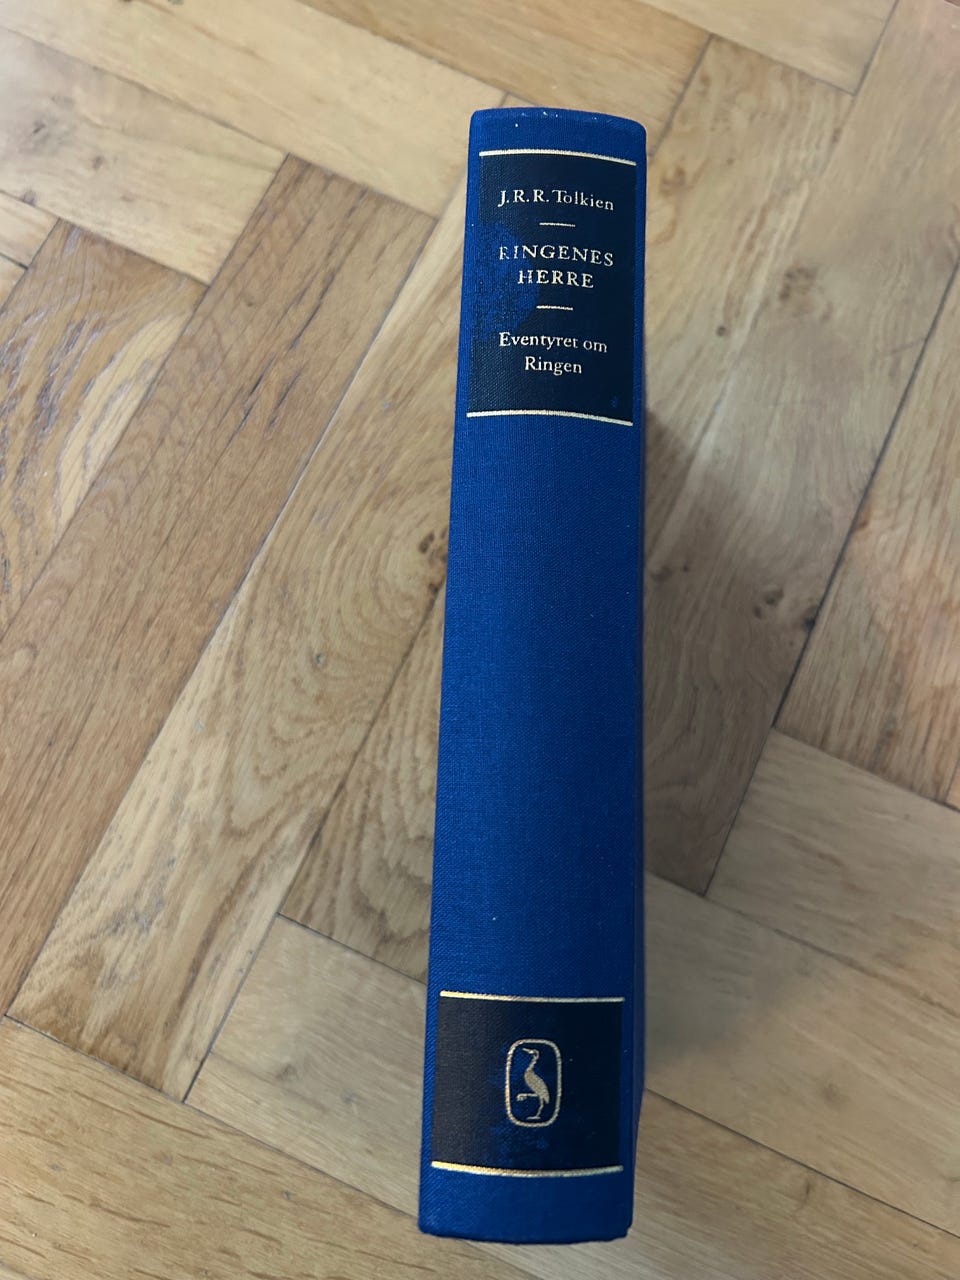 J.R.R. Tolkien
RINGENES
HERRE
Eventyret om
Ringen